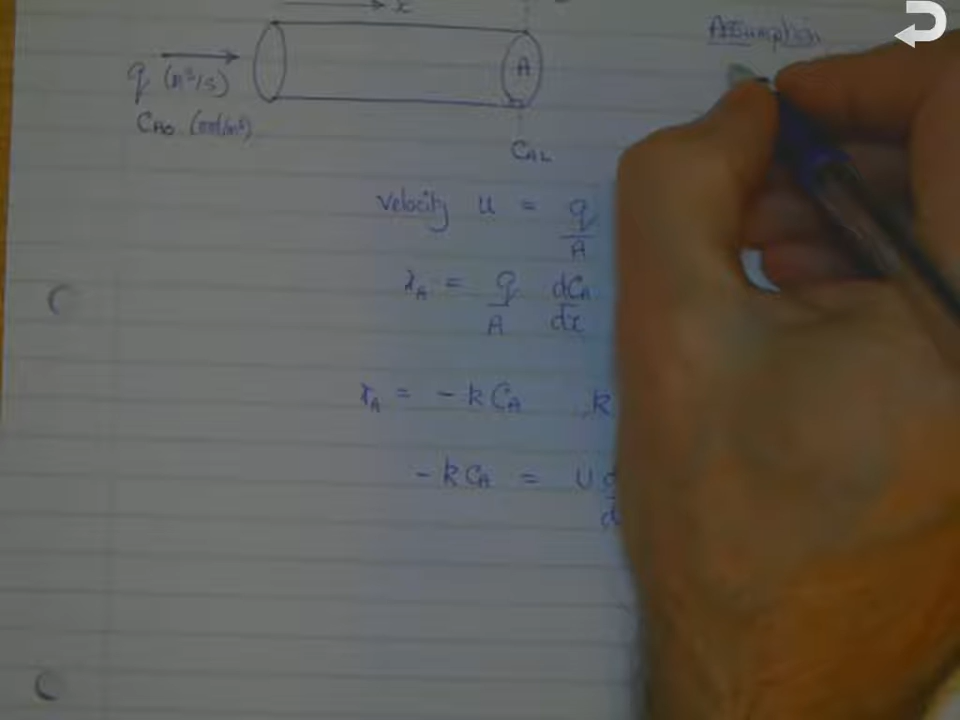 x
Assumption
A
q (m³/s)
CA0 (mol/m³)
CAL
Velocity u = q/A
rA = q/A dCA/dx
rA = - k CA , k
- k CA = U d